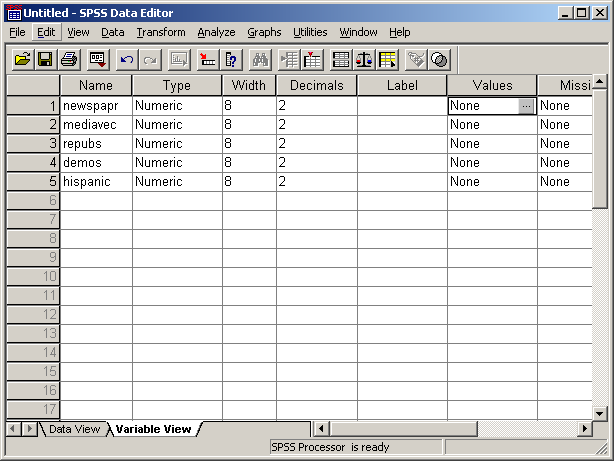 Untitled - SPSS Data Editor
File Edit View Data Transform Analyze Graphs Utilities Window Help
Name Type Width Decimals Label Values Missi
1 newspapr Numeric 8 2 None ... None
2 mediavec Numeric 8 2 None None
3 repubs Numeric 8 2 None None
4 demos Numeric 8 2 None None
5 hispanic Numeric 8 2 None None
6
7
8
9
10
11
12
13
14
15
16
17
Data View Variable View
SPSS Processor is ready